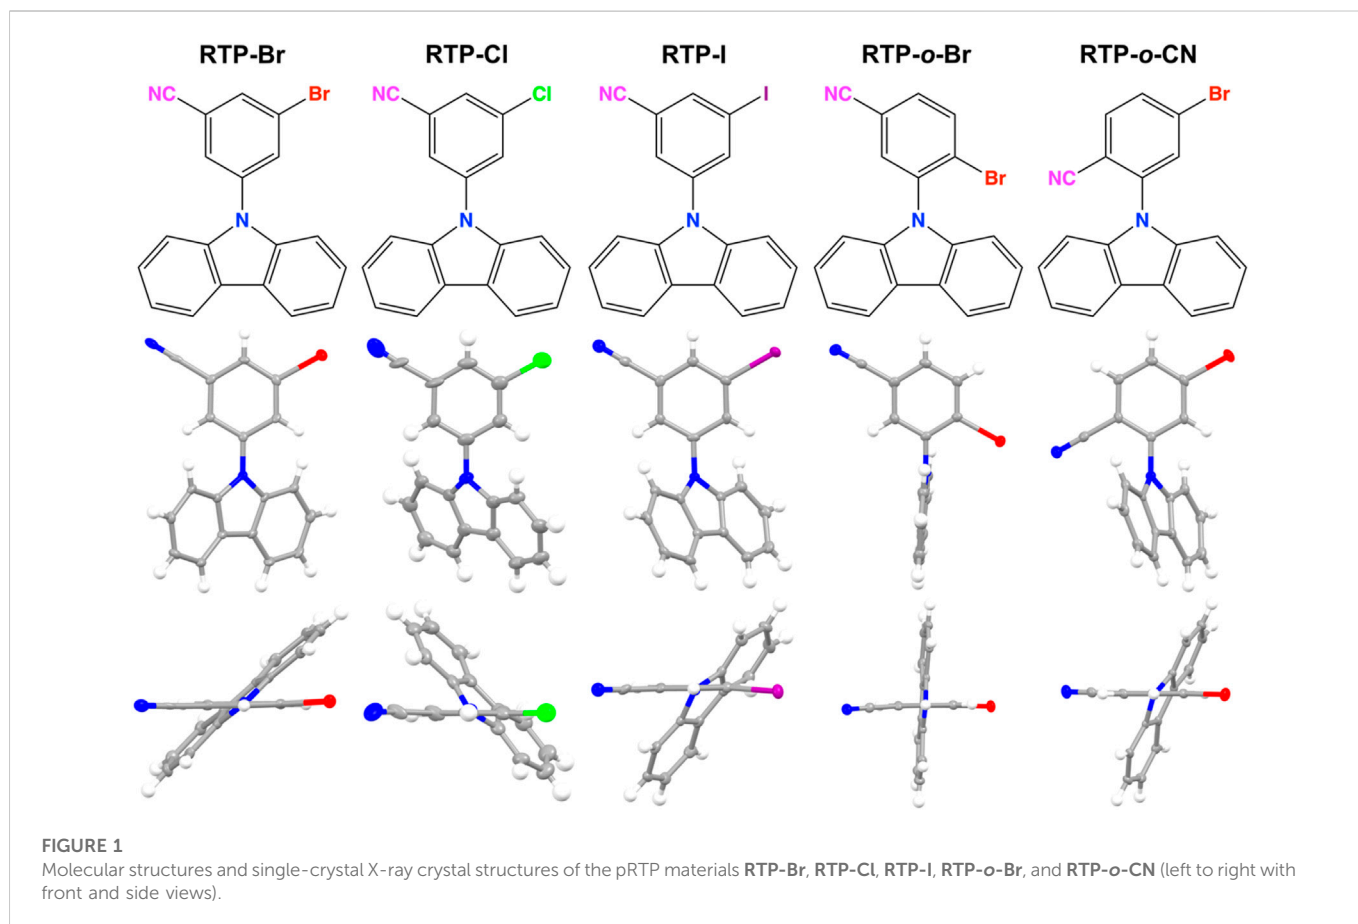 RTP-Br RTP-Cl RTP-I RTP-o-Br RTP-o-CN
NC Br NC Cl NC I NC Br
Br
NC
N N N N N
FIGURE 1
Molecular structures and single-crystal X-ray crystal structures of the pRTP materials RTP-Br, RTP-Cl, RTP-I, RTP-o-Br, and RTP-o-CN (left to right with
front and side views).